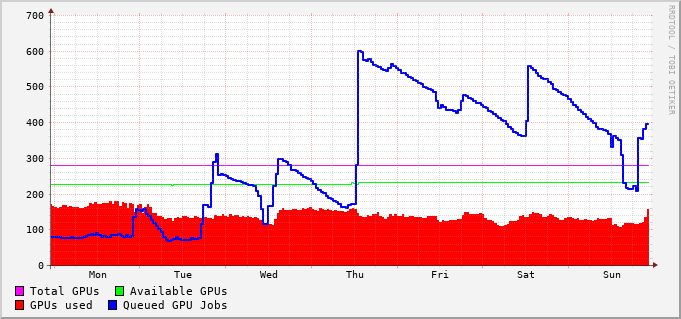 700
600
500
400
300
200
100
0
Mon Tue Wed Thu Fri Sat Sun
Total GPUs Available GPUs
GPUs used Queued GPU Jobs
RRDTOOL / TOBI OETIKER